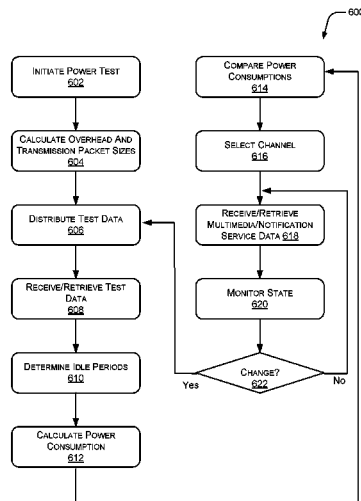 600
INITIATE POWER TEST
602
CALCULATE OVERHEAD AND
TRANSMISSION PACKET SIZES
604
DISTRIBUTE TEST DATA
606
RECEIVE/RETRIEVE TEST
DATA
608
DETERMINE IDLE PERIODS
610
CALCULATE POWER
CONSUMPTION
612
COMPARE POWER
CONSUMPTIONS
614
SELECT CHANNEL
616
RECEIVE/RETRIEVE
MULTIMEDIA/NOTIFICATION
SERVICE DATA 618
MONITOR STATE
620
CHANGE?
622
Yes
No